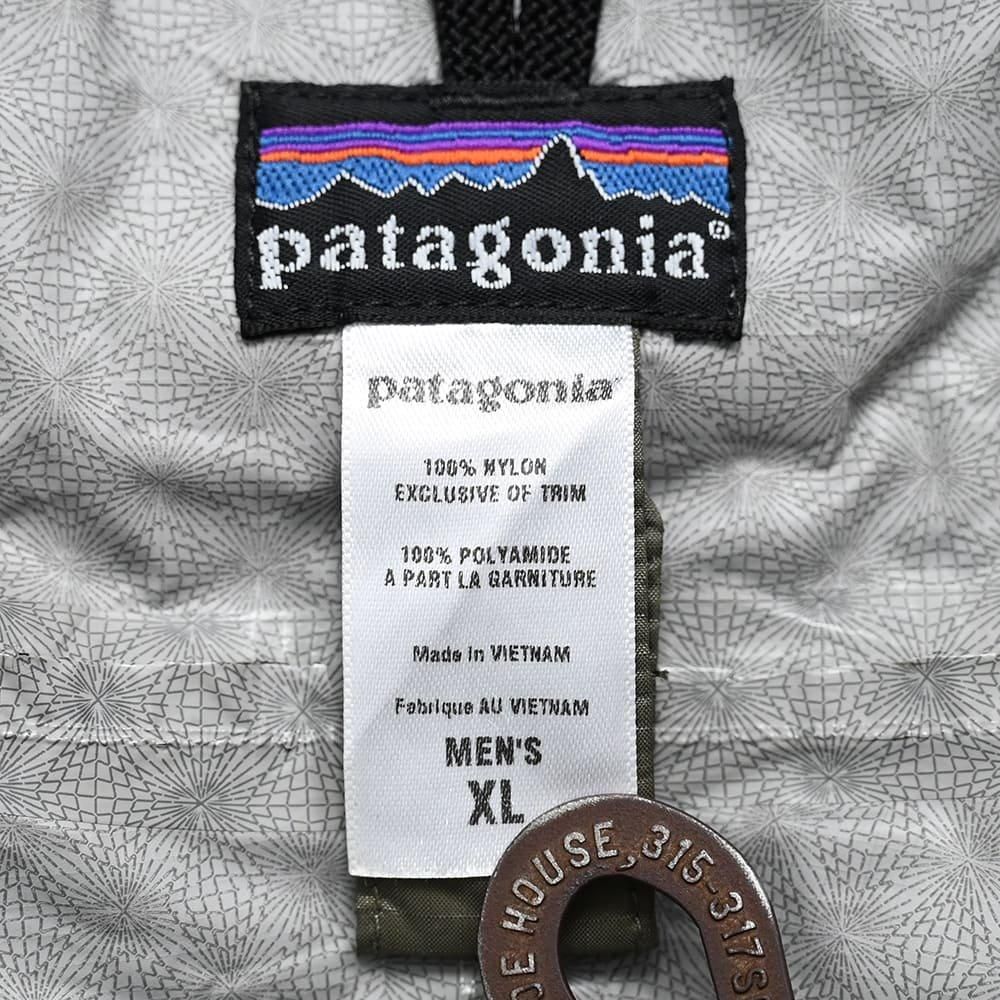 patagonia®
patagonia®
100% NYLON
EXCLUSIVE OF TRIM
100% POLYAMIDE
A PART LA GARNITURE
Made in VIETNAM
Fabrique AU VIETNAM
MEN'S
XL
HOUSE, 315-317